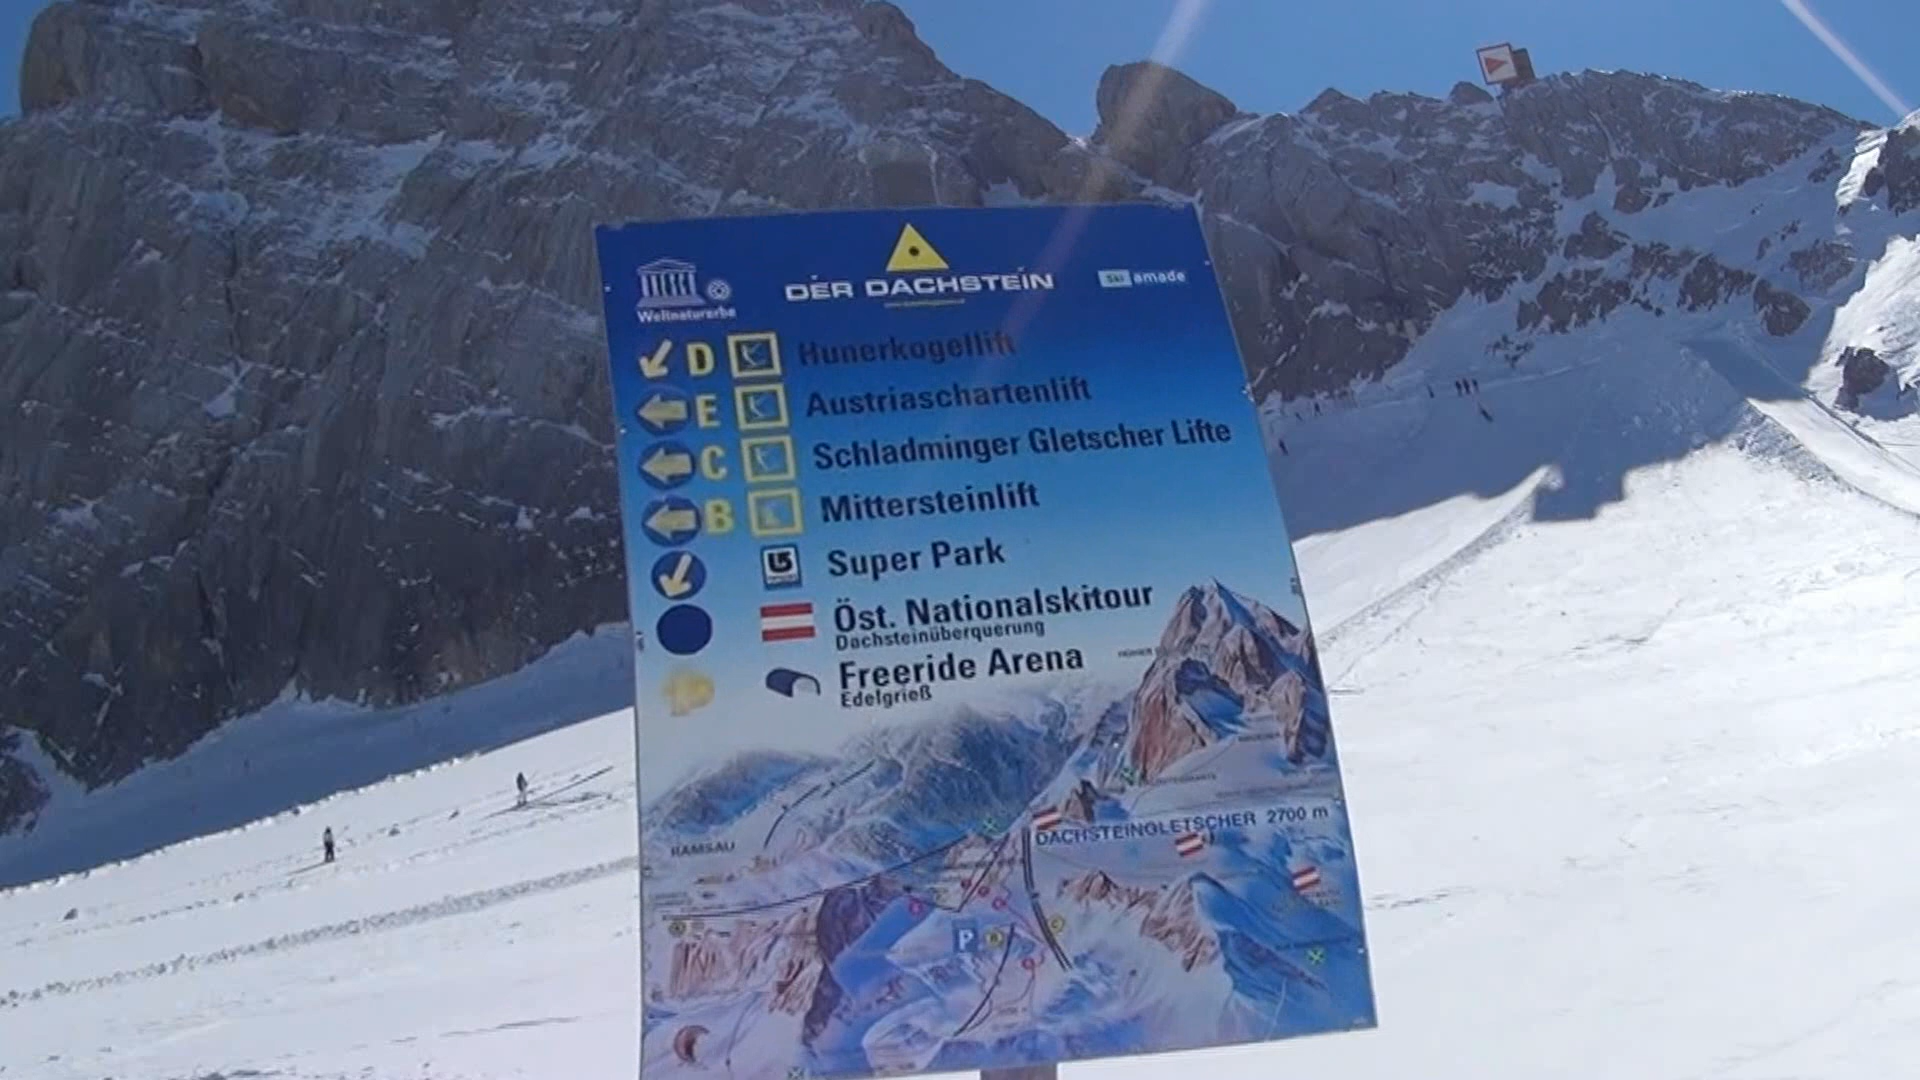 DER DACHSTEIN
Ski amade
Weltnaturerbe
D Hunerkogellift
E Austriaschartenlift
C Schladminger Gletscher Lifte
B Mittersteinlift
Super Park
Öst. Nationalskitour
Dachsteinüberquerung
Freeride Arena
Edelgrieß
DACHSTEINGLETSCHER 2700 m
RAMSAU
P
B
C